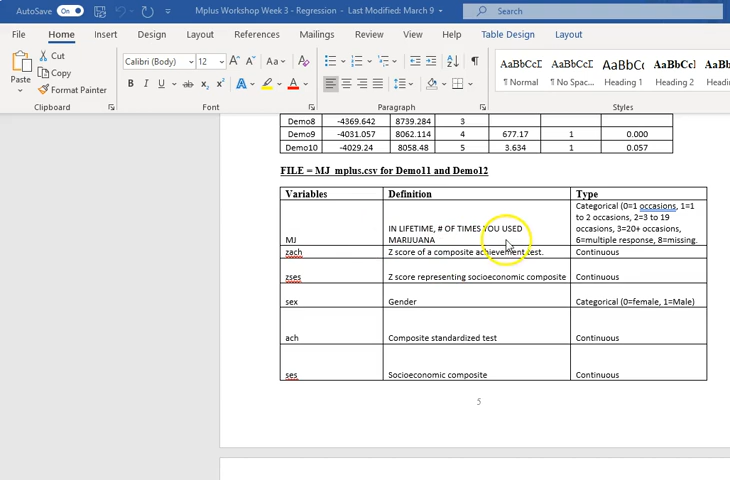 AutoSave On Mplus Workshop Week 3 - Regression - Last Modified: March 9 Search
File Home Insert Design Layout References Mailings Review View Help Table Design Layout
Paste Cut Copy Format Painter
Calibri (Body) 12 A A Aa A
B I U ab x₂ x² A A
AaBbCcD AaBbCcD AaBbCc AaBbCc
¶ Normal ¶ No Spac... Heading 1 Heading 2
Clipboard Font Paragraph Styles
Demo8 -4369.642 8739.284 3
Demo9 -4031.057 8062.114 4 677.17 1 0.000
Demo10 -4029.24 8058.48 5 3.634 1 0.057
FILE = MJ_mplus.csv for Demo11 and Demo12
Variables Definition Type
MJ IN LIFETIME, # OF TIMES YOU USED
MARIJUANA
Categorical (0=1 occasions, 1=1
to 2 occasions, 2=3 to 19
occasions, 3=20+ occasions,
6=multiple response, 8=missing.
zach Z score of a composite achievement test. Continuous
zses Z score representing socioeconomic composite Continuous
sex Gender Categorical (0=female, 1=Male)
ach Composite standardized test Continuous
ses Socioeconomic composite Continuous
5